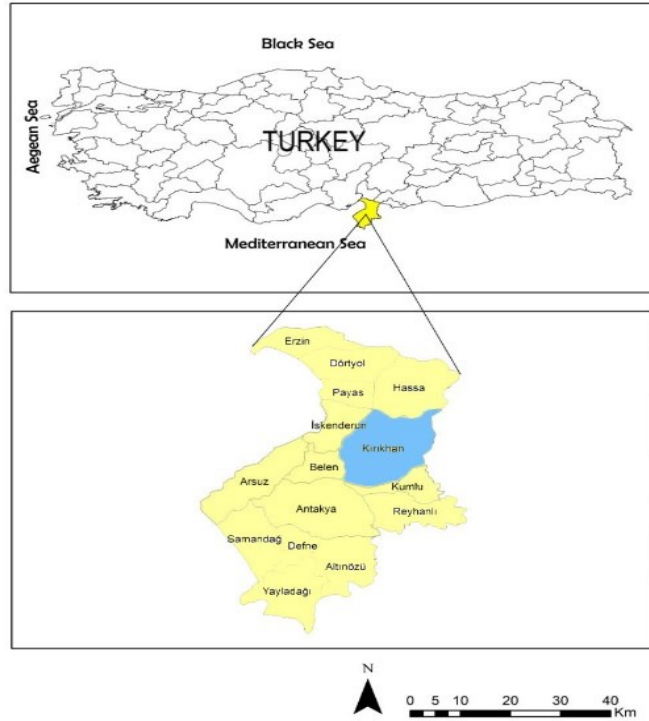 Black Sea
Aegean Sea
TURKEY
Mediterranean Sea
Erzin
Dörtyol
Payas
Hassa
İskenderun
Kırıkhan
Belen
Arsuz
Kumlu
Antakya
Reyhanlı
Samandağ
Defne
Altınözü
Yayladağı
N
0 5 10 20 30 40
Km